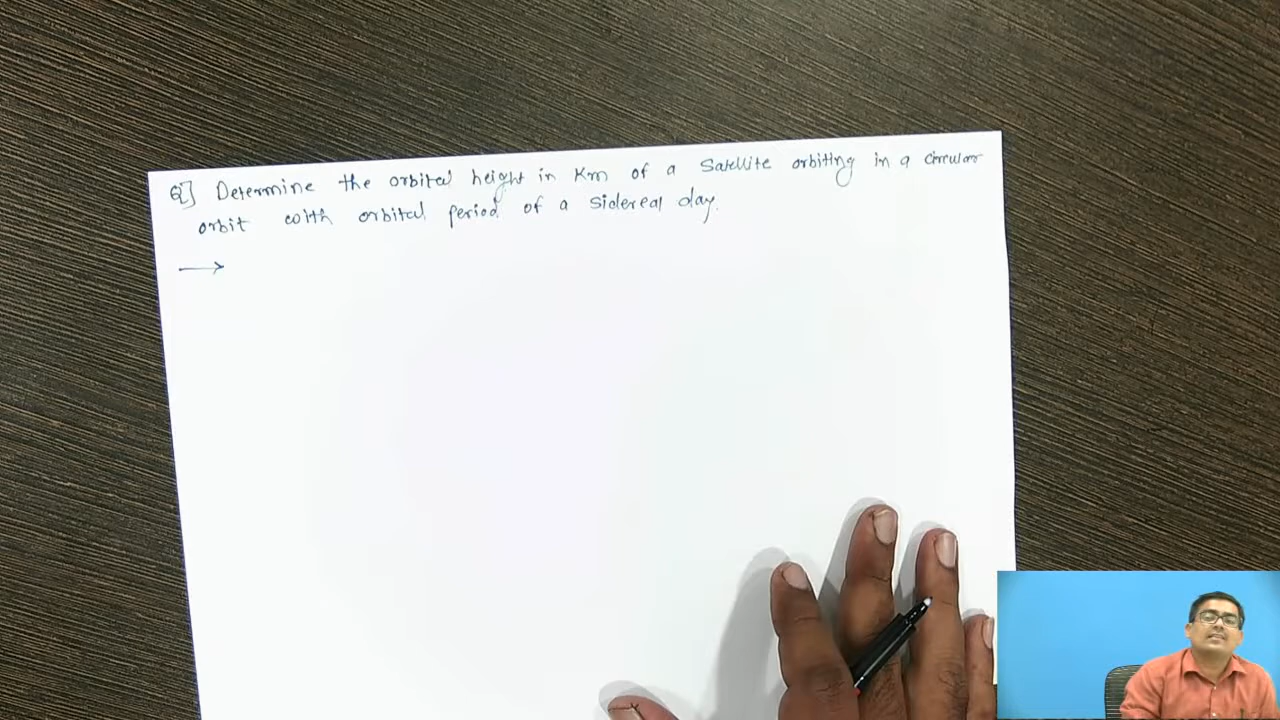 Q] Determine the orbital height in Km of a Satellite orbiting in a circular
orbit with orbital period of a sidereal day.